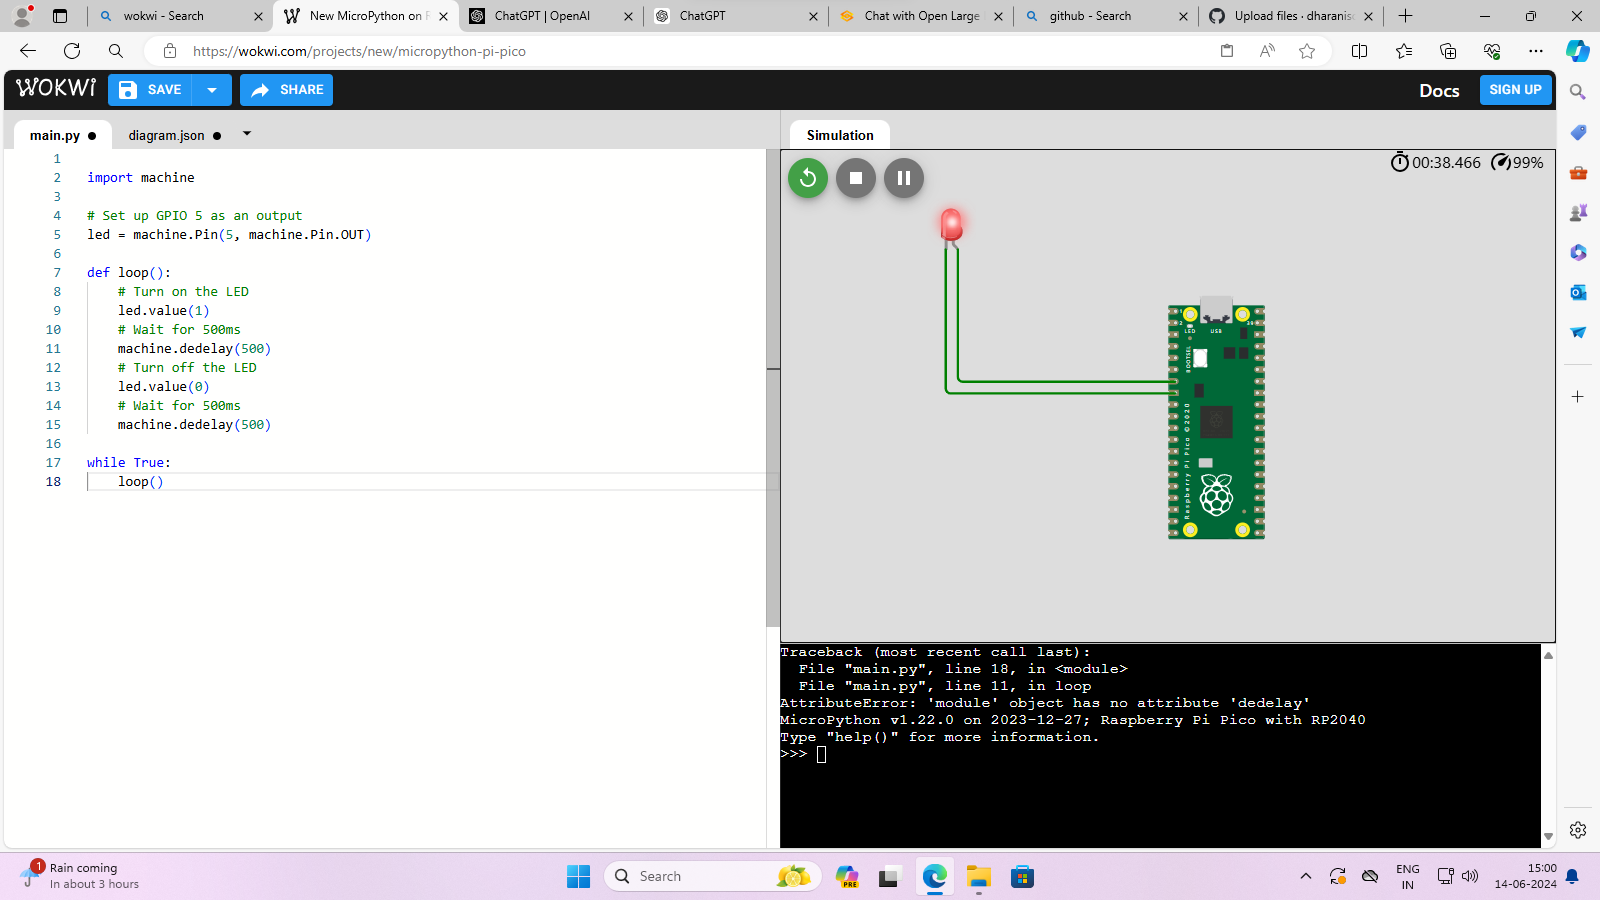 wokwi - Search
New MicroPython on R
ChatGPT | OpenAI
ChatGPT
Chat with Open Large
github - Search
Upload files · dharanis
https://wokwi.com/projects/new/micropython-pi-pico
WOKWI
SAVE
SHARE
Docs
SIGN UP
main.py ●
diagram.json ●
Simulation
00:38.466
99%
1
2 import machine
3
4 # Set up GPIO 5 as an output
5 led = machine.Pin(5, machine.Pin.OUT)
6
7 def loop():
8 # Turn on the LED
9 led.value(1)
10 # Wait for 500ms
11 machine.dedelay(500)
12 # Turn off the LED
13 led.value(0)
14 # Wait for 500ms
15 machine.dedelay(500)
16
17 while True:
18 loop()
LED
USB
BOOTSEL
Raspberry Pi Pico ©2020
Traceback (most recent call last):
File "main.py", line 18, in <module>
File "main.py", line 11, in loop
AttributeError: 'module' object has no attribute 'dedelay'
MicroPython v1.22.0 on 2023-12-27; Raspberry Pi Pico with RP2040
Type "help()" for more information.
>>>
1
Rain coming
In about 3 hours
Search
PRE
ENG
IN
15:00
14-06-2024